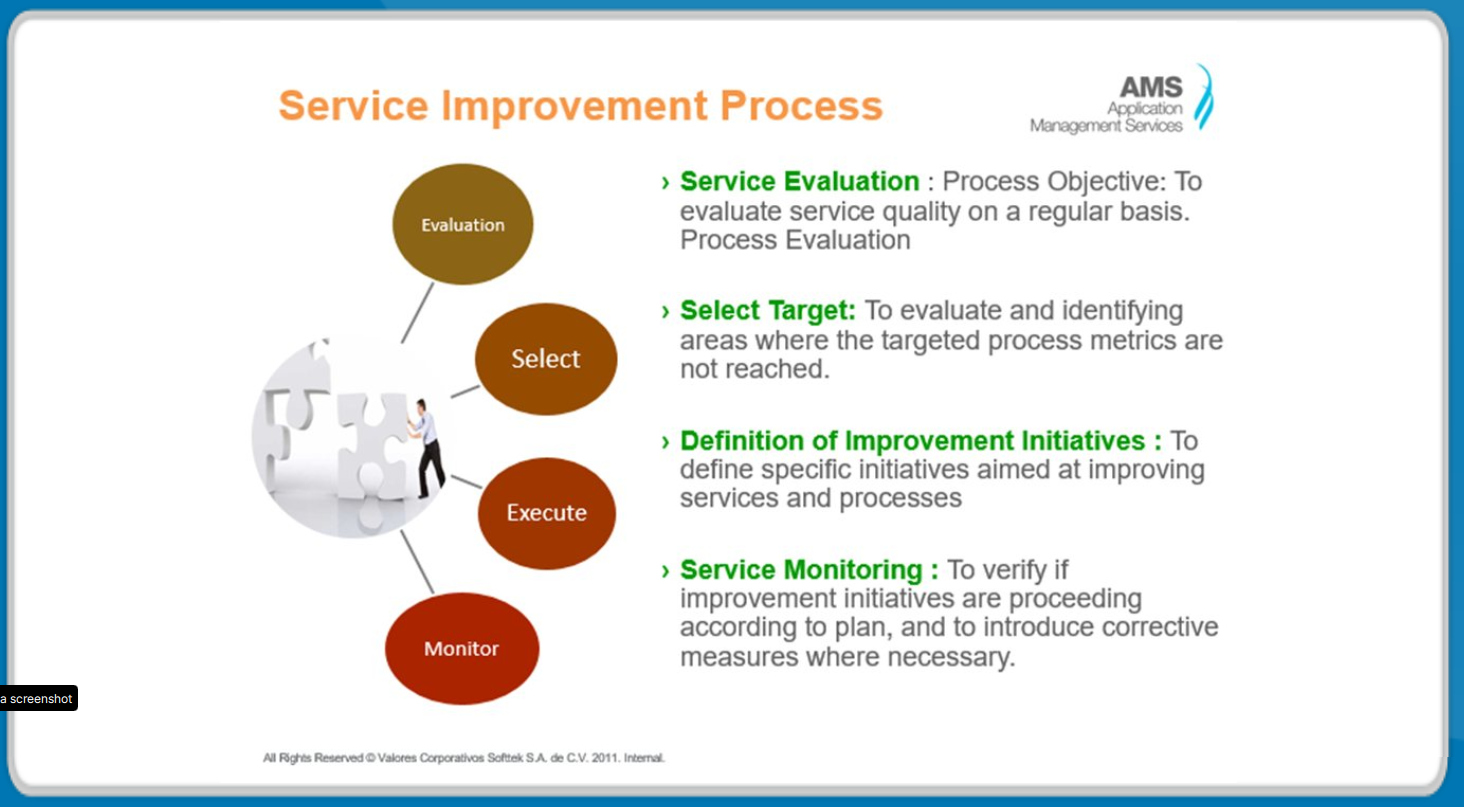 Service Improvement Process
AMS
Application
Management Services
Evaluation
Select
Execute
Monitor
› Service Evaluation : Process Objective: To
evaluate service quality on a regular basis.
Process Evaluation
› Select Target: To evaluate and identifying
areas where the targeted process metrics are
not reached.
› Definition of Improvement Initiatives : To
define specific initiatives aimed at improving
services and processes
› Service Monitoring : To verify if
improvement initiatives are proceeding
according to plan, and to introduce corrective
measures where necessary.
a screenshot
All Rights Reserved © Valores Corporativos Softtek S.A. de C.V. 2011. Internal.